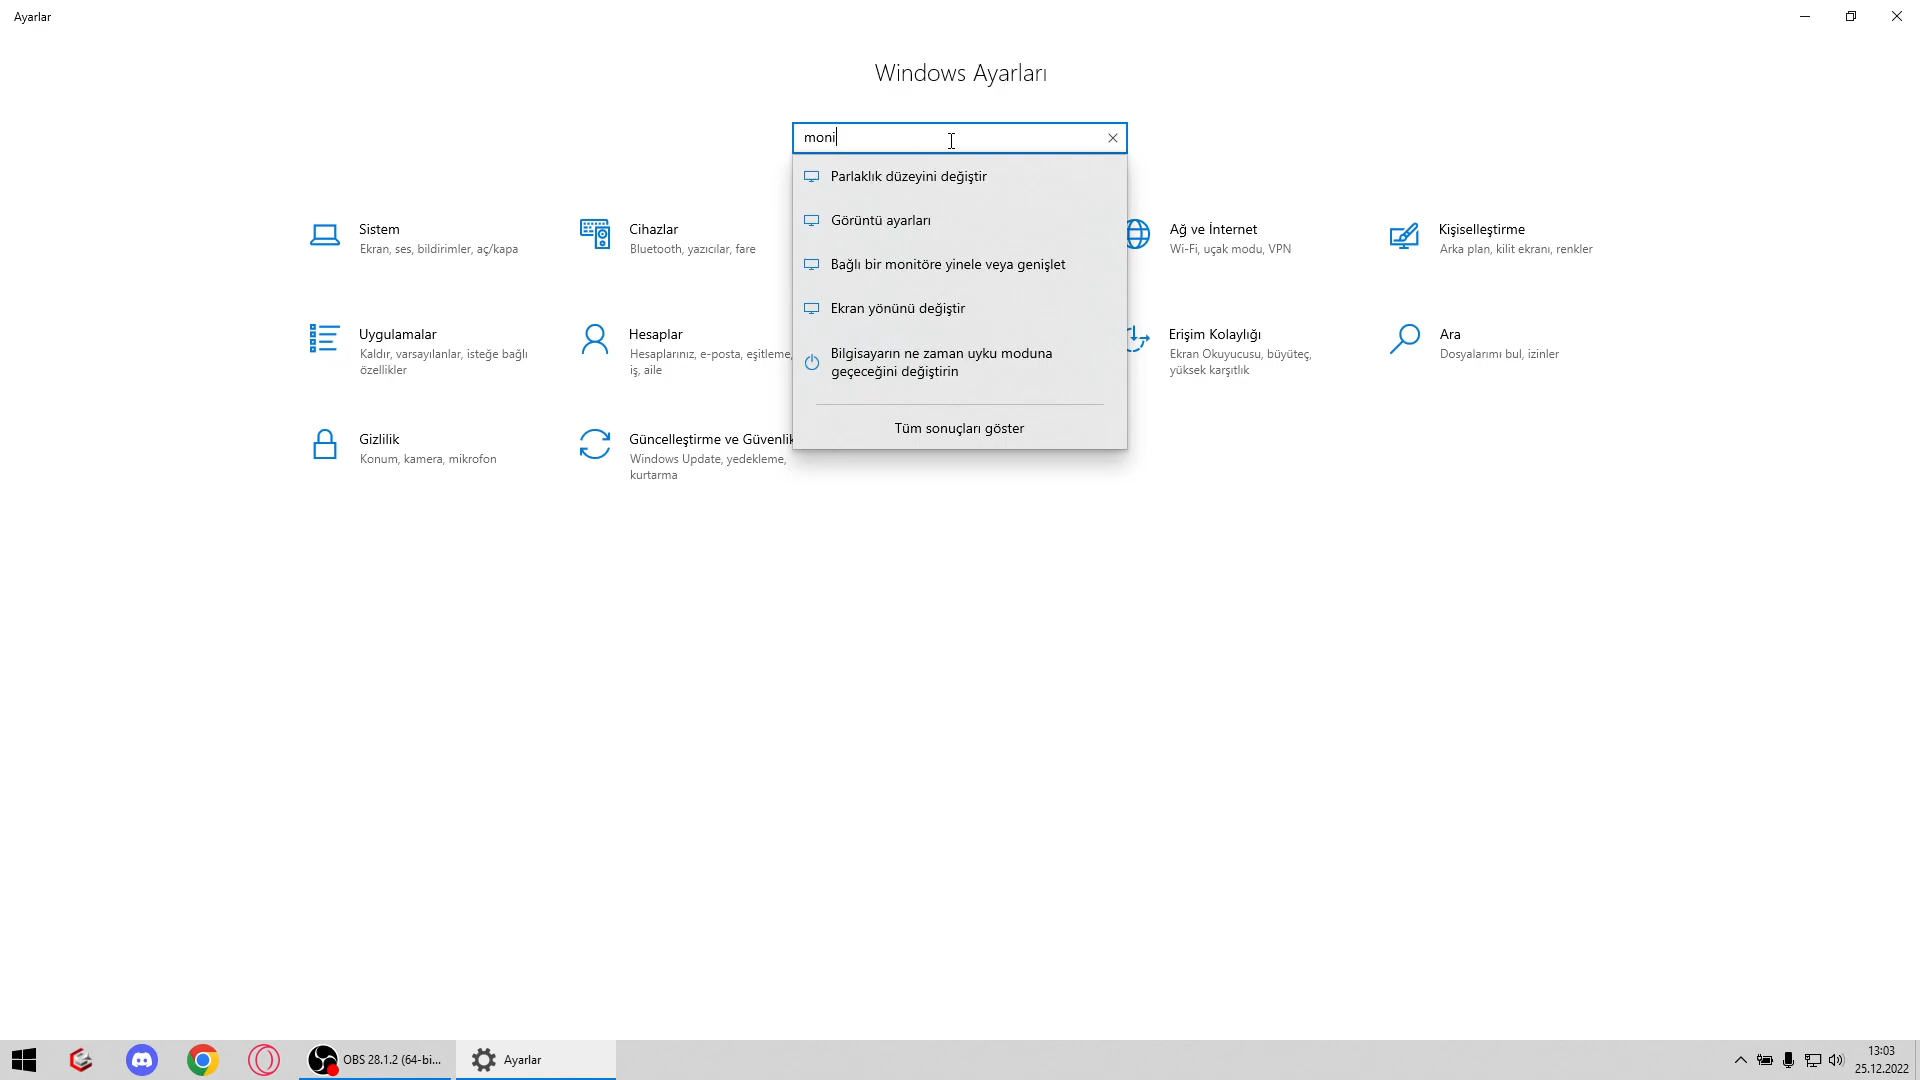 Ayarlar
Windows Ayarları
moni
Parlaklık düzeyini değiştir
Görüntü ayarları
Bağlı bir monitöre yinele veya genişlet
Ekran yönünü değiştir
Bilgisayarın ne zaman uyku moduna
geçeceğini değiştirin
Tüm sonuçları göster
Sistem
Ekran, ses, bildirimler, aç/kapa
Cihazlar
Bluetooth, yazıcılar, fare
Ağ ve İnternet
Wi-Fi, uçak modu, VPN
Kişiselleştirme
Arka plan, kilit ekranı, renkler
Uygulamalar
Kaldır, varsayılanlar, isteğe bağlı
özellikler
Hesaplar
Hesaplarınız, e-posta, eşitleme,
iş, aile
Erişim Kolaylığı
Ekran Okuyucusu, büyüteç,
yüksek karşıtlık
Ara
Dosyalarımı bul, izinler
Gizlilik
Konum, kamera, mikrofon
Güncelleştirme ve Güvenlik
Windows Update, yedekleme,
kurtarma
OBS 28.1.2 (64-bi...
Ayarlar
13:03
25.12.2022